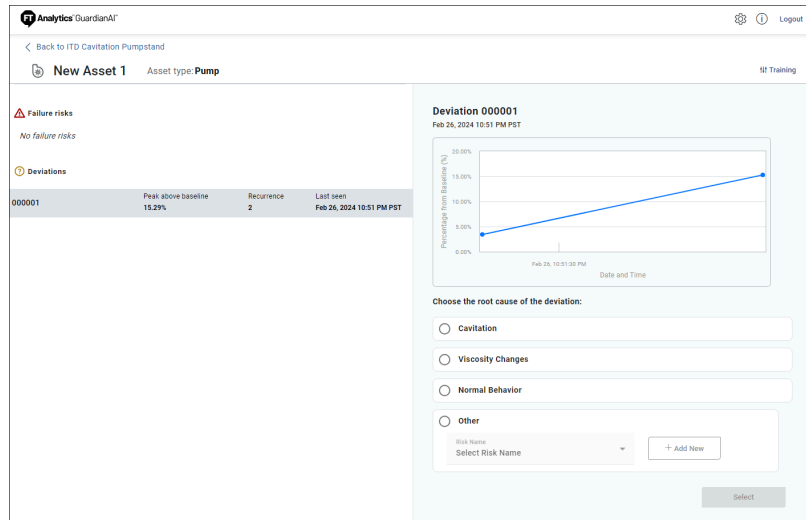 FT Analytics™ GuardianAI™
Logout
Back to ITD Cavitation Pumpstand
New Asset 1 Asset type: Pump
Training
Failure risks
No failure risks
Deviations
Peak above baseline Recurrence Last seen
000001 15.29% 2 Feb 26, 2024 10:51 PM PST
Deviation 000001
Feb 26, 2024 10:51 PM PST
Percentage from Baseline (%)
20.00%
15.00%
10.00%
5.00%
0.00%
Feb 26, 10:51:30 PM
Date and Time
Choose the root cause of the deviation:
Cavitation
Viscosity Changes
Normal Behavior
Other
Risk Name
Select Risk Name
+ Add New
Select